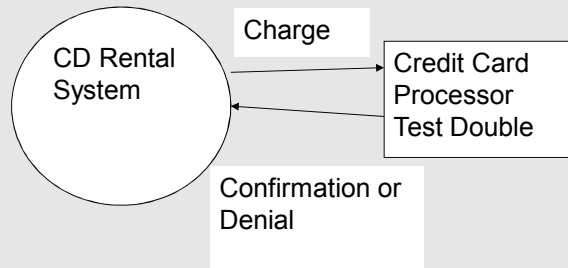 Charge
CD Rental
System
Credit Card
Processor
Test Double
Confirmation or
Denial